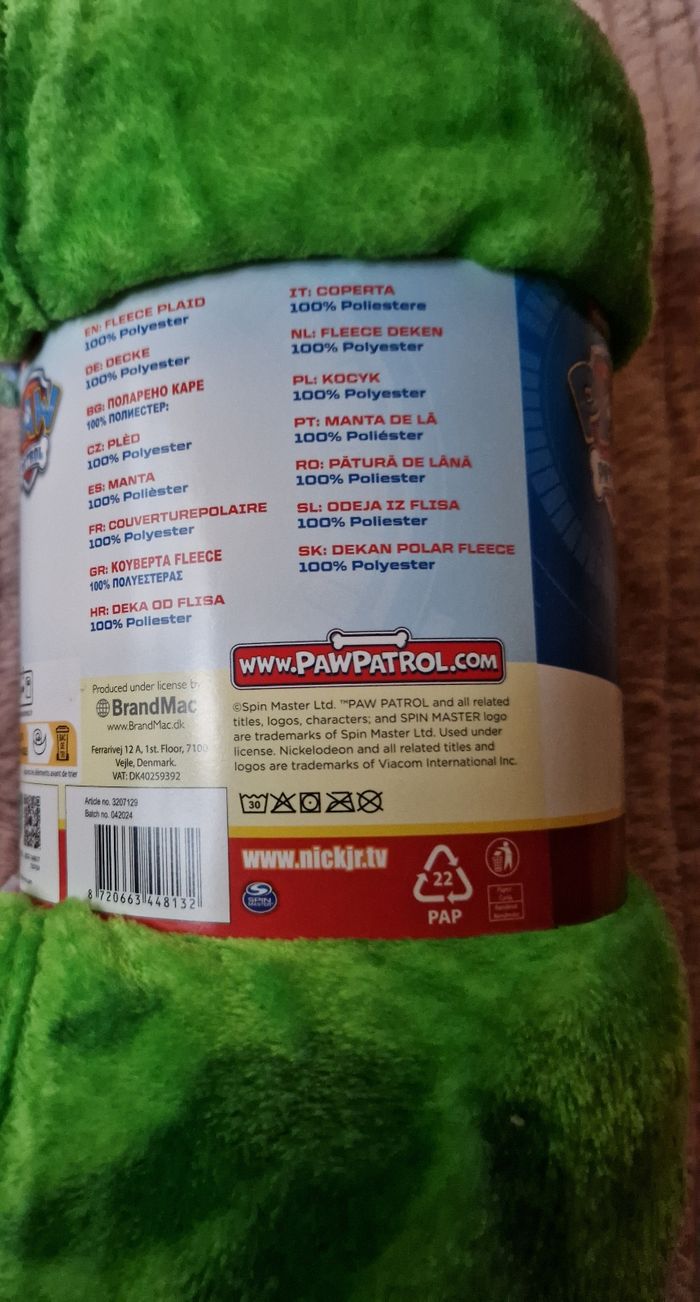 EN: FLEECE PLAID
100% Polyester
DE: DECKE
100% Polyester
BG: ПОЛАРЕНО КАРЕ
100% ПОЛИЕСТЕР:
CZ: PLÈD
100% Polyester
ES: MANTA
100% Polièster
FR: COUVERTUREPOLAIRE
100% Polyester
GR: ΚΟΥΒΕΡΤΑ FLEECE
100% ΠΟΛΥΕΣΤΕΡΑΣ
HR: DEKA OD FLISA
100% Poliester
IT: COPERTA
100% Poliestere
NL: FLEECE DEKEN
100% Polyester
PL: KOCYK
100% Polyester
PT: MANTA DE LÃ
100% Poliéster
RO: PĂTURĂ DE LÂNĂ
100% Poliester
SL: ODEJA IZ FLISA
100% Poliester
SK: DEKAN POLAR FLEECE
100% Polyester
WWW.PAWPATROL.COM
Produced under license by
BrandMac
www.BrandMac.dk
Ferrarivej 12 A, 1st. Floor, 7100
Vejle, Denmark.
VAT: DK40259392
©Spin Master Ltd. ™PAW PATROL and all related
titles, logos, characters; and SPIN MASTER logo
are trademarks of Spin Master Ltd. Used under
license. Nickelodeon and all related titles and
logos are trademarks of Viacom International Inc.
30
Article no. 3207129
Batch no. 042024
8 720663 448132
www.nickjr.tv
SPIN MASTER
22
PAP